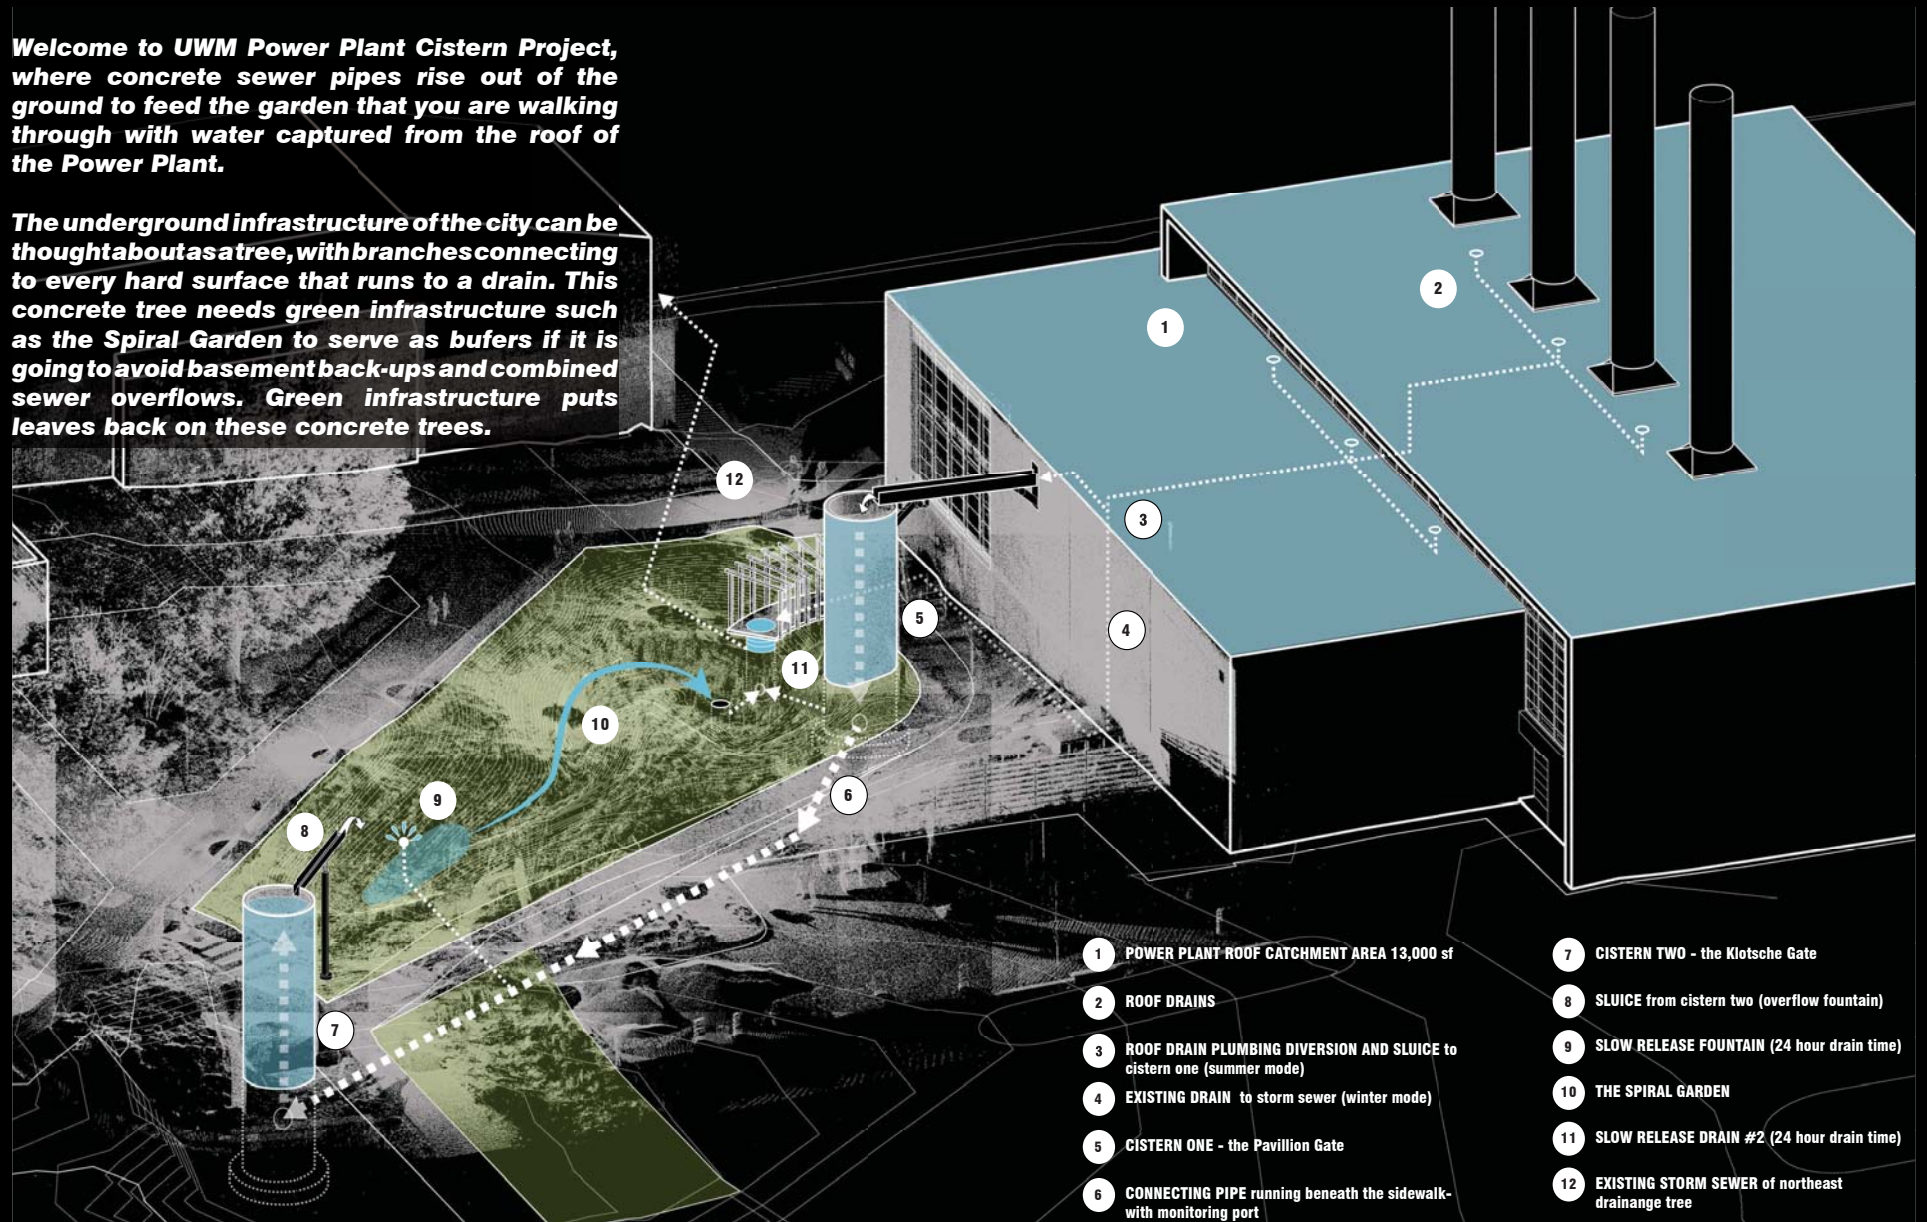 Welcome to UWM Power Plant Cistern Project,
where concrete sewer pipes rise out of the
ground to feed the garden that you are walking
through with water captured from the roof of
the Power Plant.
The underground infrastructure of the city can be
thought about as a tree, with branches connecting
to every hard surface that runs to a drain. This
concrete tree needs green infrastructure such
as the Spiral Garden to serve as bufers if it is
going to avoid basement back-ups and combined
sewer overflows. Green infrastructure puts
leaves back on these concrete trees.
2
1
12
3
5
4
11
10
6
9
8
7
1 POWER PLANT ROOF CATCHMENT AREA 13,000 sf
2 ROOF DRAINS
3 ROOF DRAIN PLUMBING DIVERSION AND SLUICE to
cistern one (summer mode)
4 EXISTING DRAIN to storm sewer (winter mode)
5 CISTERN ONE - the Pavillion Gate
6 CONNECTING PIPE running beneath the sidewalk-
with monitoring port
7 CISTERN TWO - the Klotsche Gate
8 SLUICE from cistern two (overflow fountain)
9 SLOW RELEASE FOUNTAIN (24 hour drain time)
10 THE SPIRAL GARDEN
11 SLOW RELEASE DRAIN #2 (24 hour drain time)
12 EXISTING STORM SEWER of northeast
drainange tree